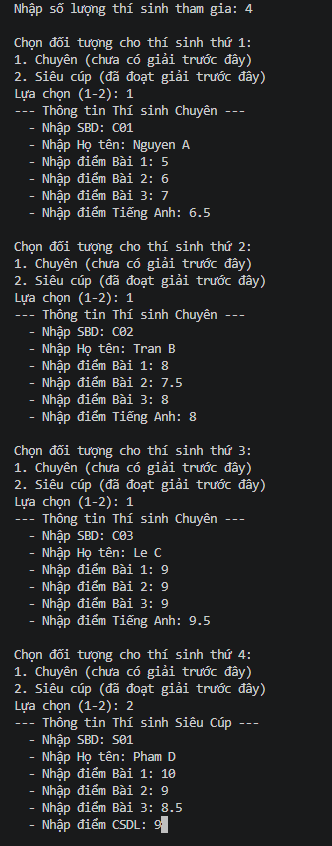 Nhập số lượng thí sinh tham gia: 4
Chọn đối tượng cho thí sinh thứ 1:
1. Chuyên (chưa có giải trước đây)
2. Siêu cúp (đã đoạt giải trước đây)
Lựa chọn (1-2): 1
--- Thông tin Thí sinh Chuyên ---
- Nhập SBD: C01
- Nhập Họ tên: Nguyen A
- Nhập điểm Bài 1: 5
- Nhập điểm Bài 2: 6
- Nhập điểm Bài 3: 7
- Nhập điểm Tiếng Anh: 6.5
Chọn đối tượng cho thí sinh thứ 2:
1. Chuyên (chưa có giải trước đây)
2. Siêu cúp (đã đoạt giải trước đây)
Lựa chọn (1-2): 1
--- Thông tin Thí sinh Chuyên ---
- Nhập SBD: C02
- Nhập Họ tên: Tran B
- Nhập điểm Bài 1: 8
- Nhập điểm Bài 2: 7.5
- Nhập điểm Bài 3: 8
- Nhập điểm Tiếng Anh: 8
Chọn đối tượng cho thí sinh thứ 3:
1. Chuyên (chưa có giải trước đây)
2. Siêu cúp (đã đoạt giải trước đây)
Lựa chọn (1-2): 1
--- Thông tin Thí sinh Chuyên ---
- Nhập SBD: C03
- Nhập Họ tên: Le C
- Nhập điểm Bài 1: 9
- Nhập điểm Bài 2: 9
- Nhập điểm Bài 3: 9
- Nhập điểm Tiếng Anh: 9.5
Chọn đối tượng cho thí sinh thứ 4:
1. Chuyên (chưa có giải trước đây)
2. Siêu cúp (đã đoạt giải trước đây)
Lựa chọn (1-2): 2
--- Thông tin Thí sinh Siêu Cúp ---
- Nhập SBD: S01
- Nhập Họ tên: Pham D
- Nhập điểm Bài 1: 10
- Nhập điểm Bài 2: 9
- Nhập điểm Bài 3: 8.5
- Nhập điểm CSDL: 9